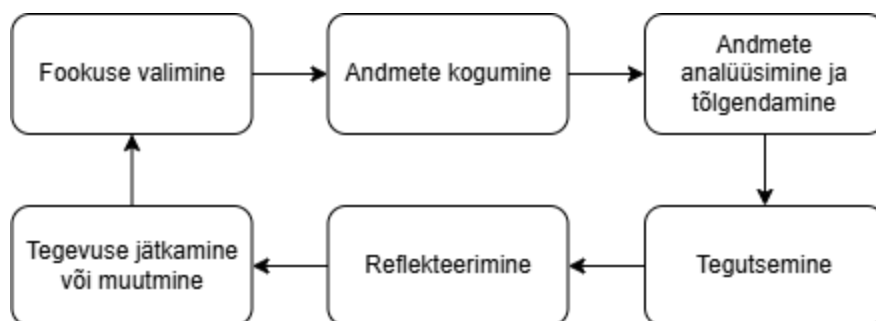 Fookuse valimine
Andmete kogumine
Andmete
analüüsimine ja
tõlgendamine
Tegevuse jätkamine
või muutmine
Reflekteerimine
Tegutsemine